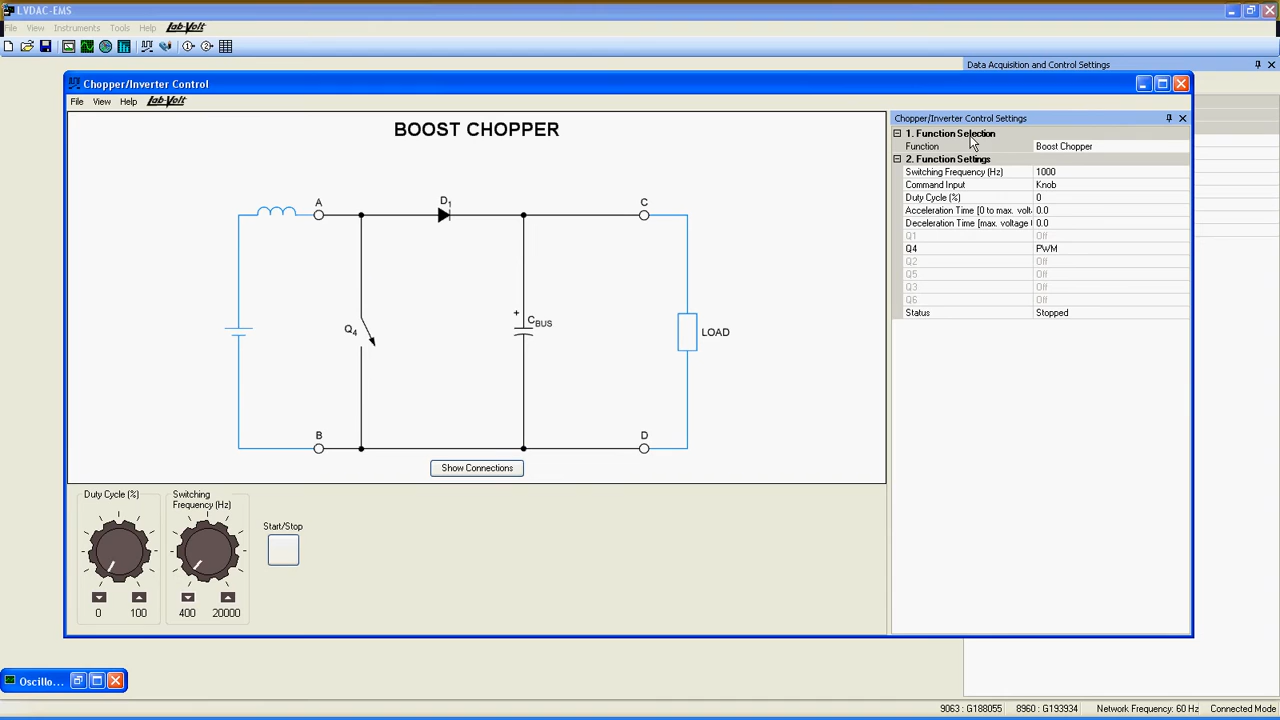 LVDAC-EMS
File View Instruments Tools Help Lab-Volt
Data Acquisition and Control Settings
Chopper/Inverter Control
File View Help Lab-Volt
BOOST CHOPPER
A
D1
C
Q4
+
CBUS
LOAD
B
D
Show Connections
Chopper/Inverter Control Settings
1. Function Selection
Function Boost Chopper
2. Function Settings
Switching Frequency (Hz) 1000
Command Input Knob
Duty Cycle (%) 0
Acceleration Time [0 to max. volt 0.0
Deceleration Time [max. voltage 0.0
Q1 Off
Q4 PWM
Q2 Off
Q5 Off
Q3 Off
Q6 Off
Status Stopped
Duty Cycle (%)
0 100
Switching
Frequency (Hz)
400 20000
Start/Stop
Oscillo...
9063 : G188055 8960 : G193934 Network Frequency: 60 Hz Connected Mode